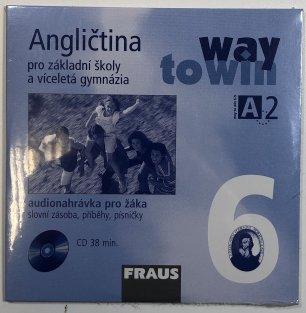 Angličtina
pro základní školy
a víceletá gymnázia
way
to win
A2
audionahrávka pro žáka
slovní zásoba, příběhy, písničky
CD 38 min.
6
FRAUS